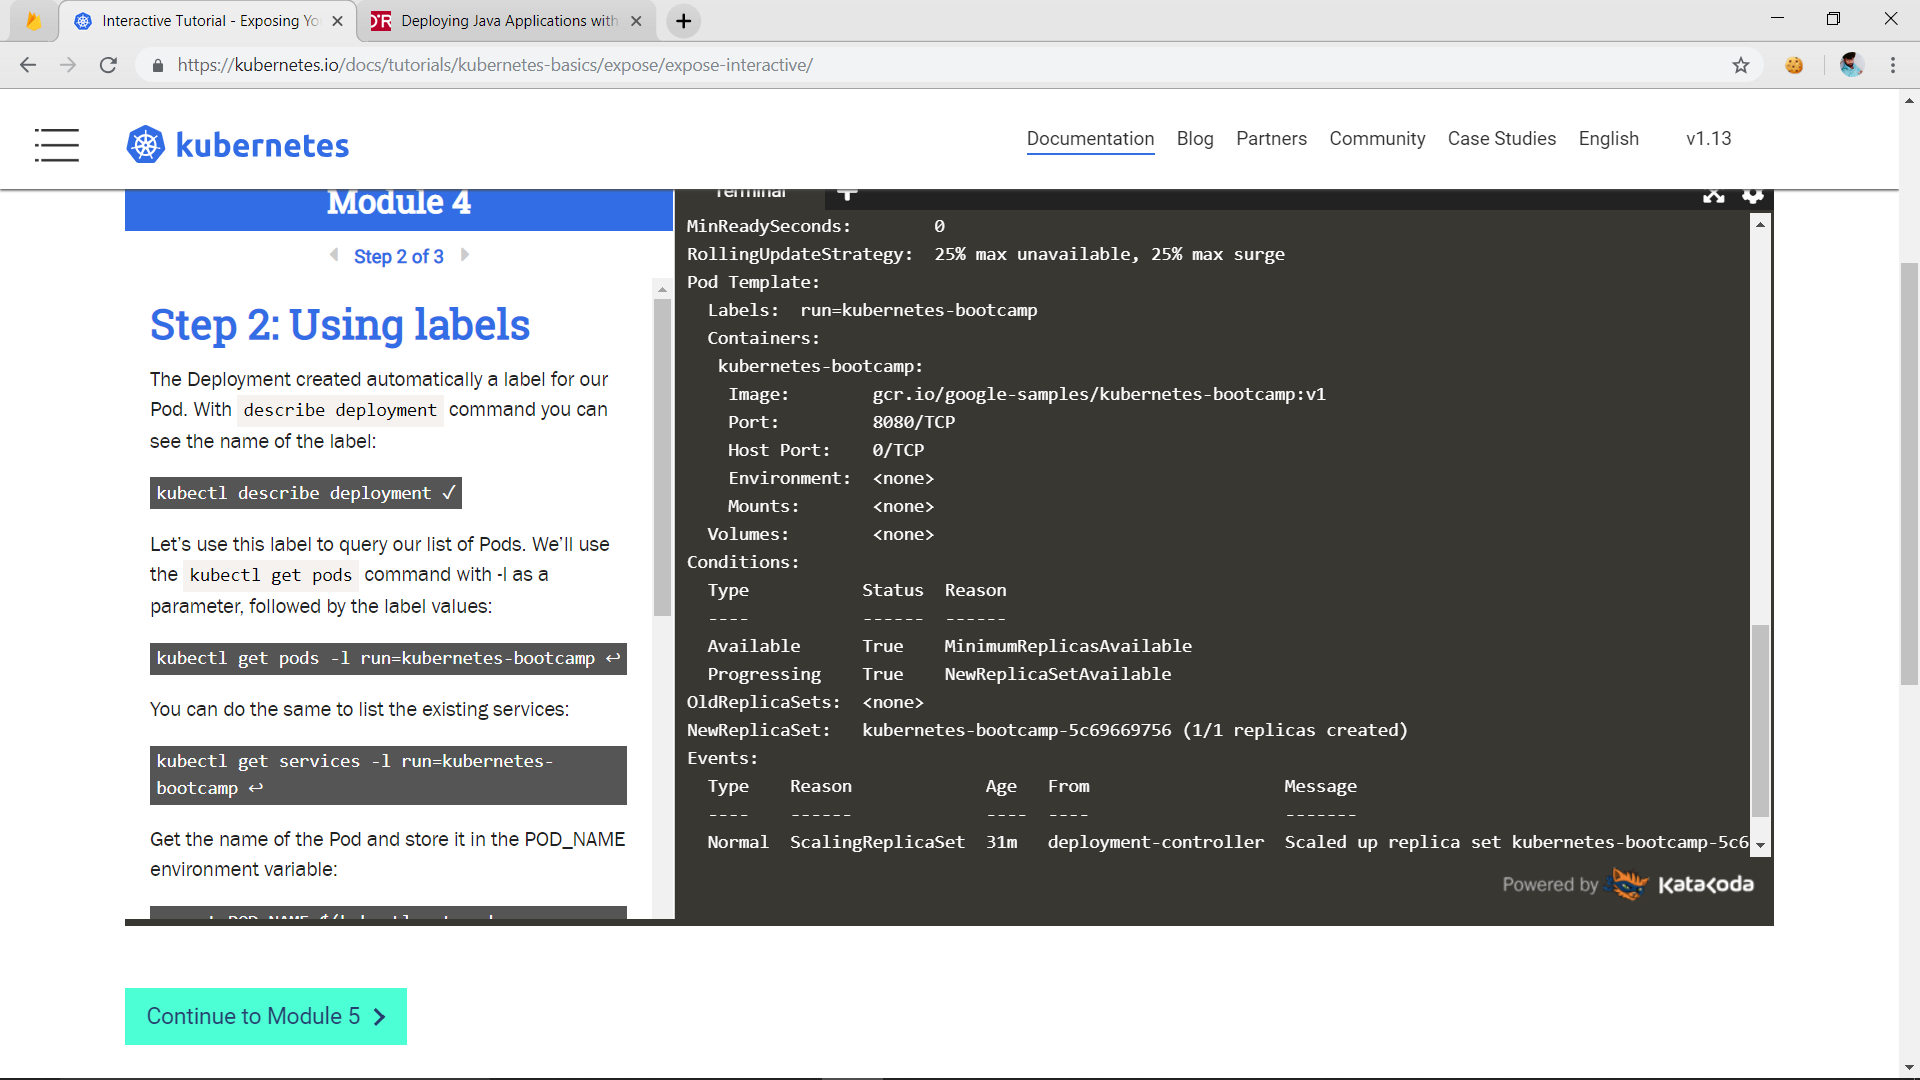 Interactive Tutorial - Exposing Yo
Deploying Java Applications with
https://kubernetes.io/docs/tutorials/kubernetes-basics/expose/expose-interactive/
kubernetes
Documentation Blog Partners Community Case Studies English v1.13
Module 4
Step 2 of 3
Step 2: Using labels
The Deployment created automatically a label for our
Pod. With describe deployment command you can
see the name of the label:
kubectl describe deployment ✓
Let's use this label to query our list of Pods. We'll use
the kubectl get pods command with -l as a
parameter, followed by the label values:
kubectl get pods -l run=kubernetes-bootcamp ↩
You can do the same to list the existing services:
kubectl get services -l run=kubernetes-
bootcamp ↩
Get the name of the Pod and store it in the POD_NAME
environment variable:
Terminal
MinReadySeconds: 0
RollingUpdateStrategy: 25% max unavailable, 25% max surge
Pod Template:
Labels: run=kubernetes-bootcamp
Containers:
kubernetes-bootcamp:
Image: gcr.io/google-samples/kubernetes-bootcamp:v1
Port: 8080/TCP
Host Port: 0/TCP
Environment: <none>
Mounts: <none>
Volumes: <none>
Conditions:
Type Status Reason
---- ------ ------
Available True MinimumReplicasAvailable
Progressing True NewReplicaSetAvailable
OldReplicaSets: <none>
NewReplicaSet: kubernetes-bootcamp-5c69669756 (1/1 replicas created)
Events:
Type Reason Age From Message
---- ------ ---- ---- -------
Normal ScalingReplicaSet 31m deployment-controller Scaled up replica set kubernetes-bootcamp-5c6
Powered by Katacoda
Continue to Module 5